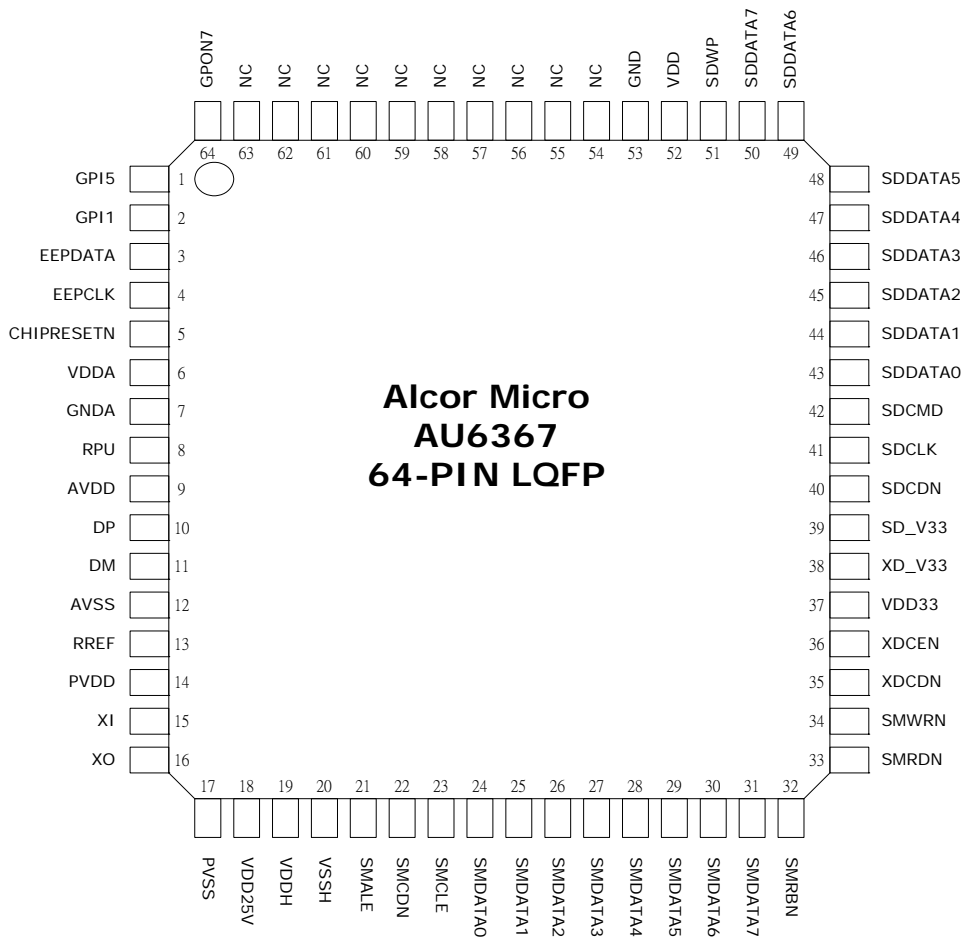 GPON7
NC
NC
NC
NC
NC
NC
NC
NC
NC
NC
GND
VDD
SDWP
SDDATA7
SDDATA6
64
63
62
61
60
59
58
57
56
55
54
53
52
51
50
49
GPI5 1
GPI1 2
EEPDATA 3
EEPCLK 4
CHIPRESETN 5
VDDA 6
GNDA 7
RPU 8
AVDD 9
DP 10
DM 11
AVSS 12
RREF 13
PVDD 14
XI 15
XO 16
Alcor Micro
AU6367
64-PIN LQFP
48 SDDATA5
47 SDDATA4
46 SDDATA3
45 SDDATA2
44 SDDATA1
43 SDDATA0
42 SDCMD
41 SDCLK
40 SDCDN
39 SD_V33
38 XD_V33
37 VDD33
36 XDCEN
35 XDCDN
34 SMWRN
33 SMRDN
17
18
19
20
21
22
23
24
25
26
27
28
29
30
31
32
PVSS
VDD25V
VDDH
VSSH
SMALE
SMCDN
SMCLE
SMDATA0
SMDATA1
SMDATA2
SMDATA3
SMDATA4
SMDATA5
SMDATA6
SMDATA7
SMRBN